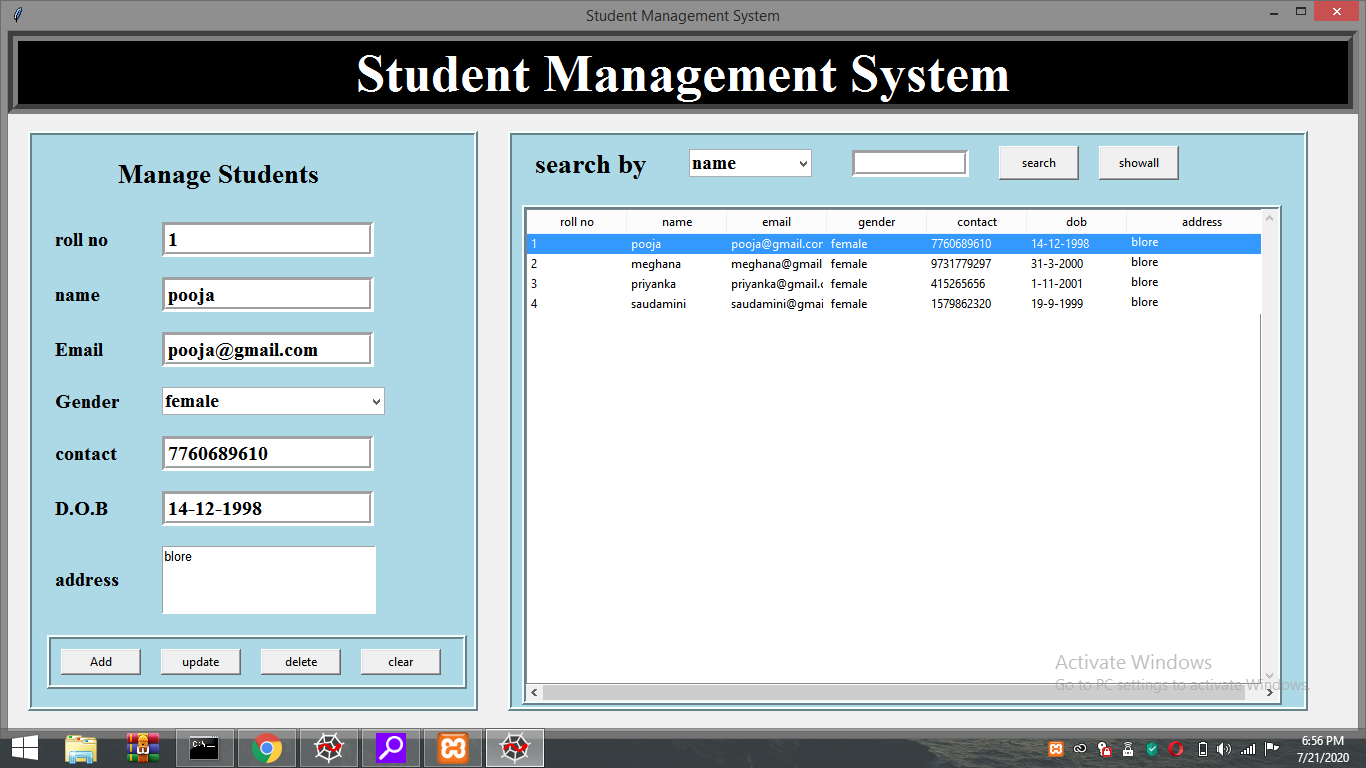 Student Management System
Student Management System
Manage Students
roll no 1
name pooja
Email pooja@gmail.com
Gender female
contact 7760689610
D.O.B 14-12-1998
address blore
Add update delete clear
search by name search showall
roll no name email gender contact dob address
1 pooja pooja@gmail.cor female 7760689610 14-12-1998 blore
2 meghana meghana@gmail female 9731779297 31-3-2000 blore
3 priyanka priyanka@gmail.c female 415265656 1-11-2001 blore
4 saudamini saudamini@gmai female 1579862320 19-9-1999 blore
Activate Windows
Go to PC settings to activate Windows.
C:\_
6:56 PM
7/21/2020